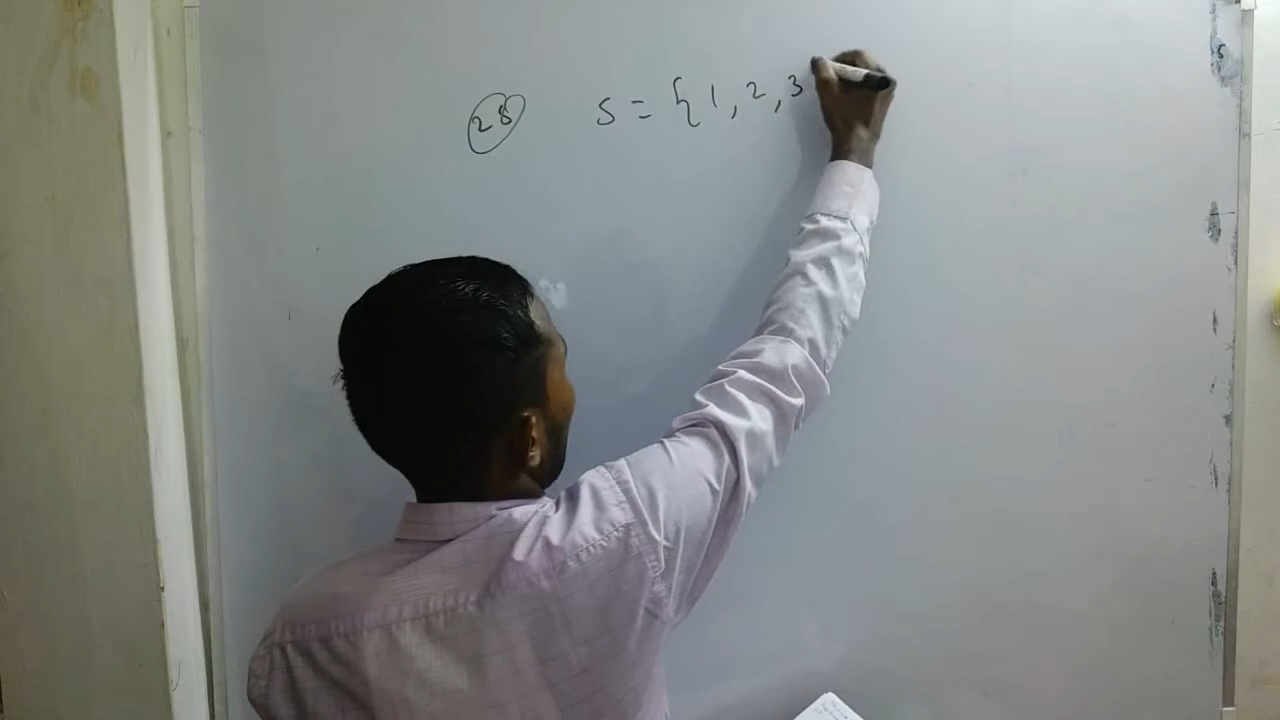 28 S = { 1, 2, 3